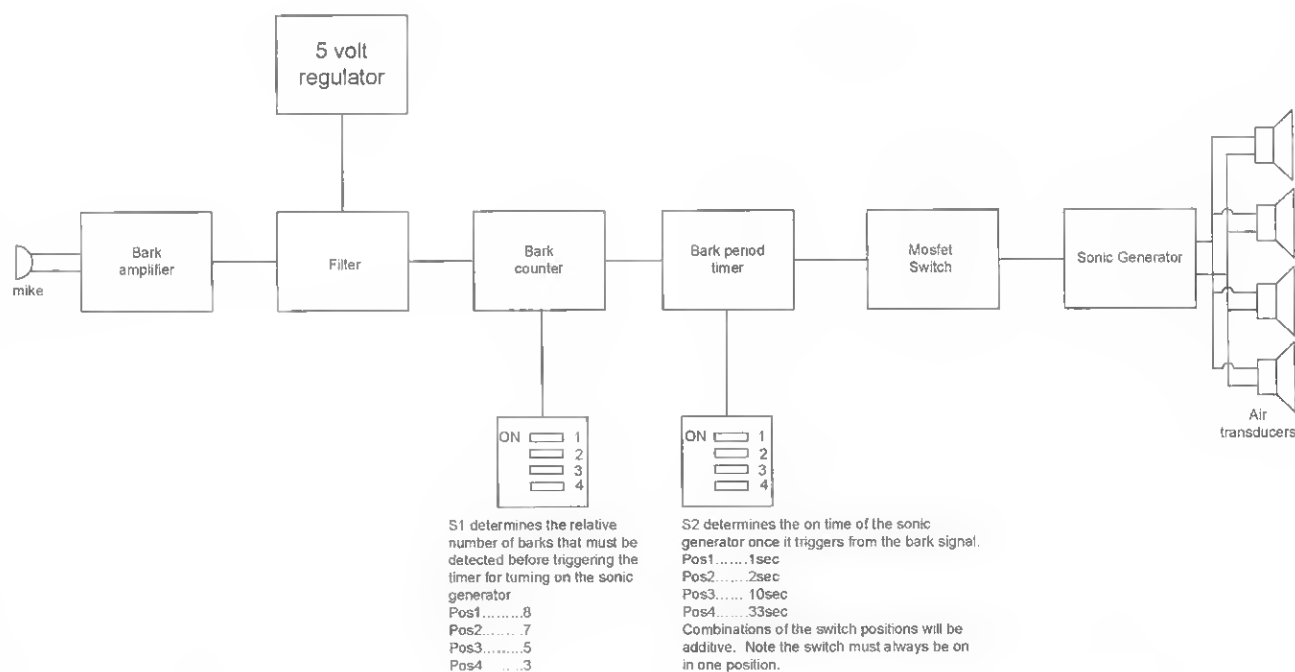 5 volt
regulator
mike
Bark
amplifier
Filter
Bark
counter
Bark period
timer
Mosfet
Switch
Sonic Generator
Air
transducers
ON 1
2
3
4
S1 determines the relative
number of barks that must be
detected before triggering the
timer for turning on the sonic
generator
Pos1.........8
Pos2........7
Pos3.........5
Pos4 .. ..3
ON 1
2
3
4
S2 determines the on time of the sonic
generator once it triggers from the bark signal.
Pos1.......1sec
Pos2.......2sec
Pos3...... 10sec
Pos4.......33sec
Combinations of the switch positions will be
additive. Note the switch must always be on
in one position.